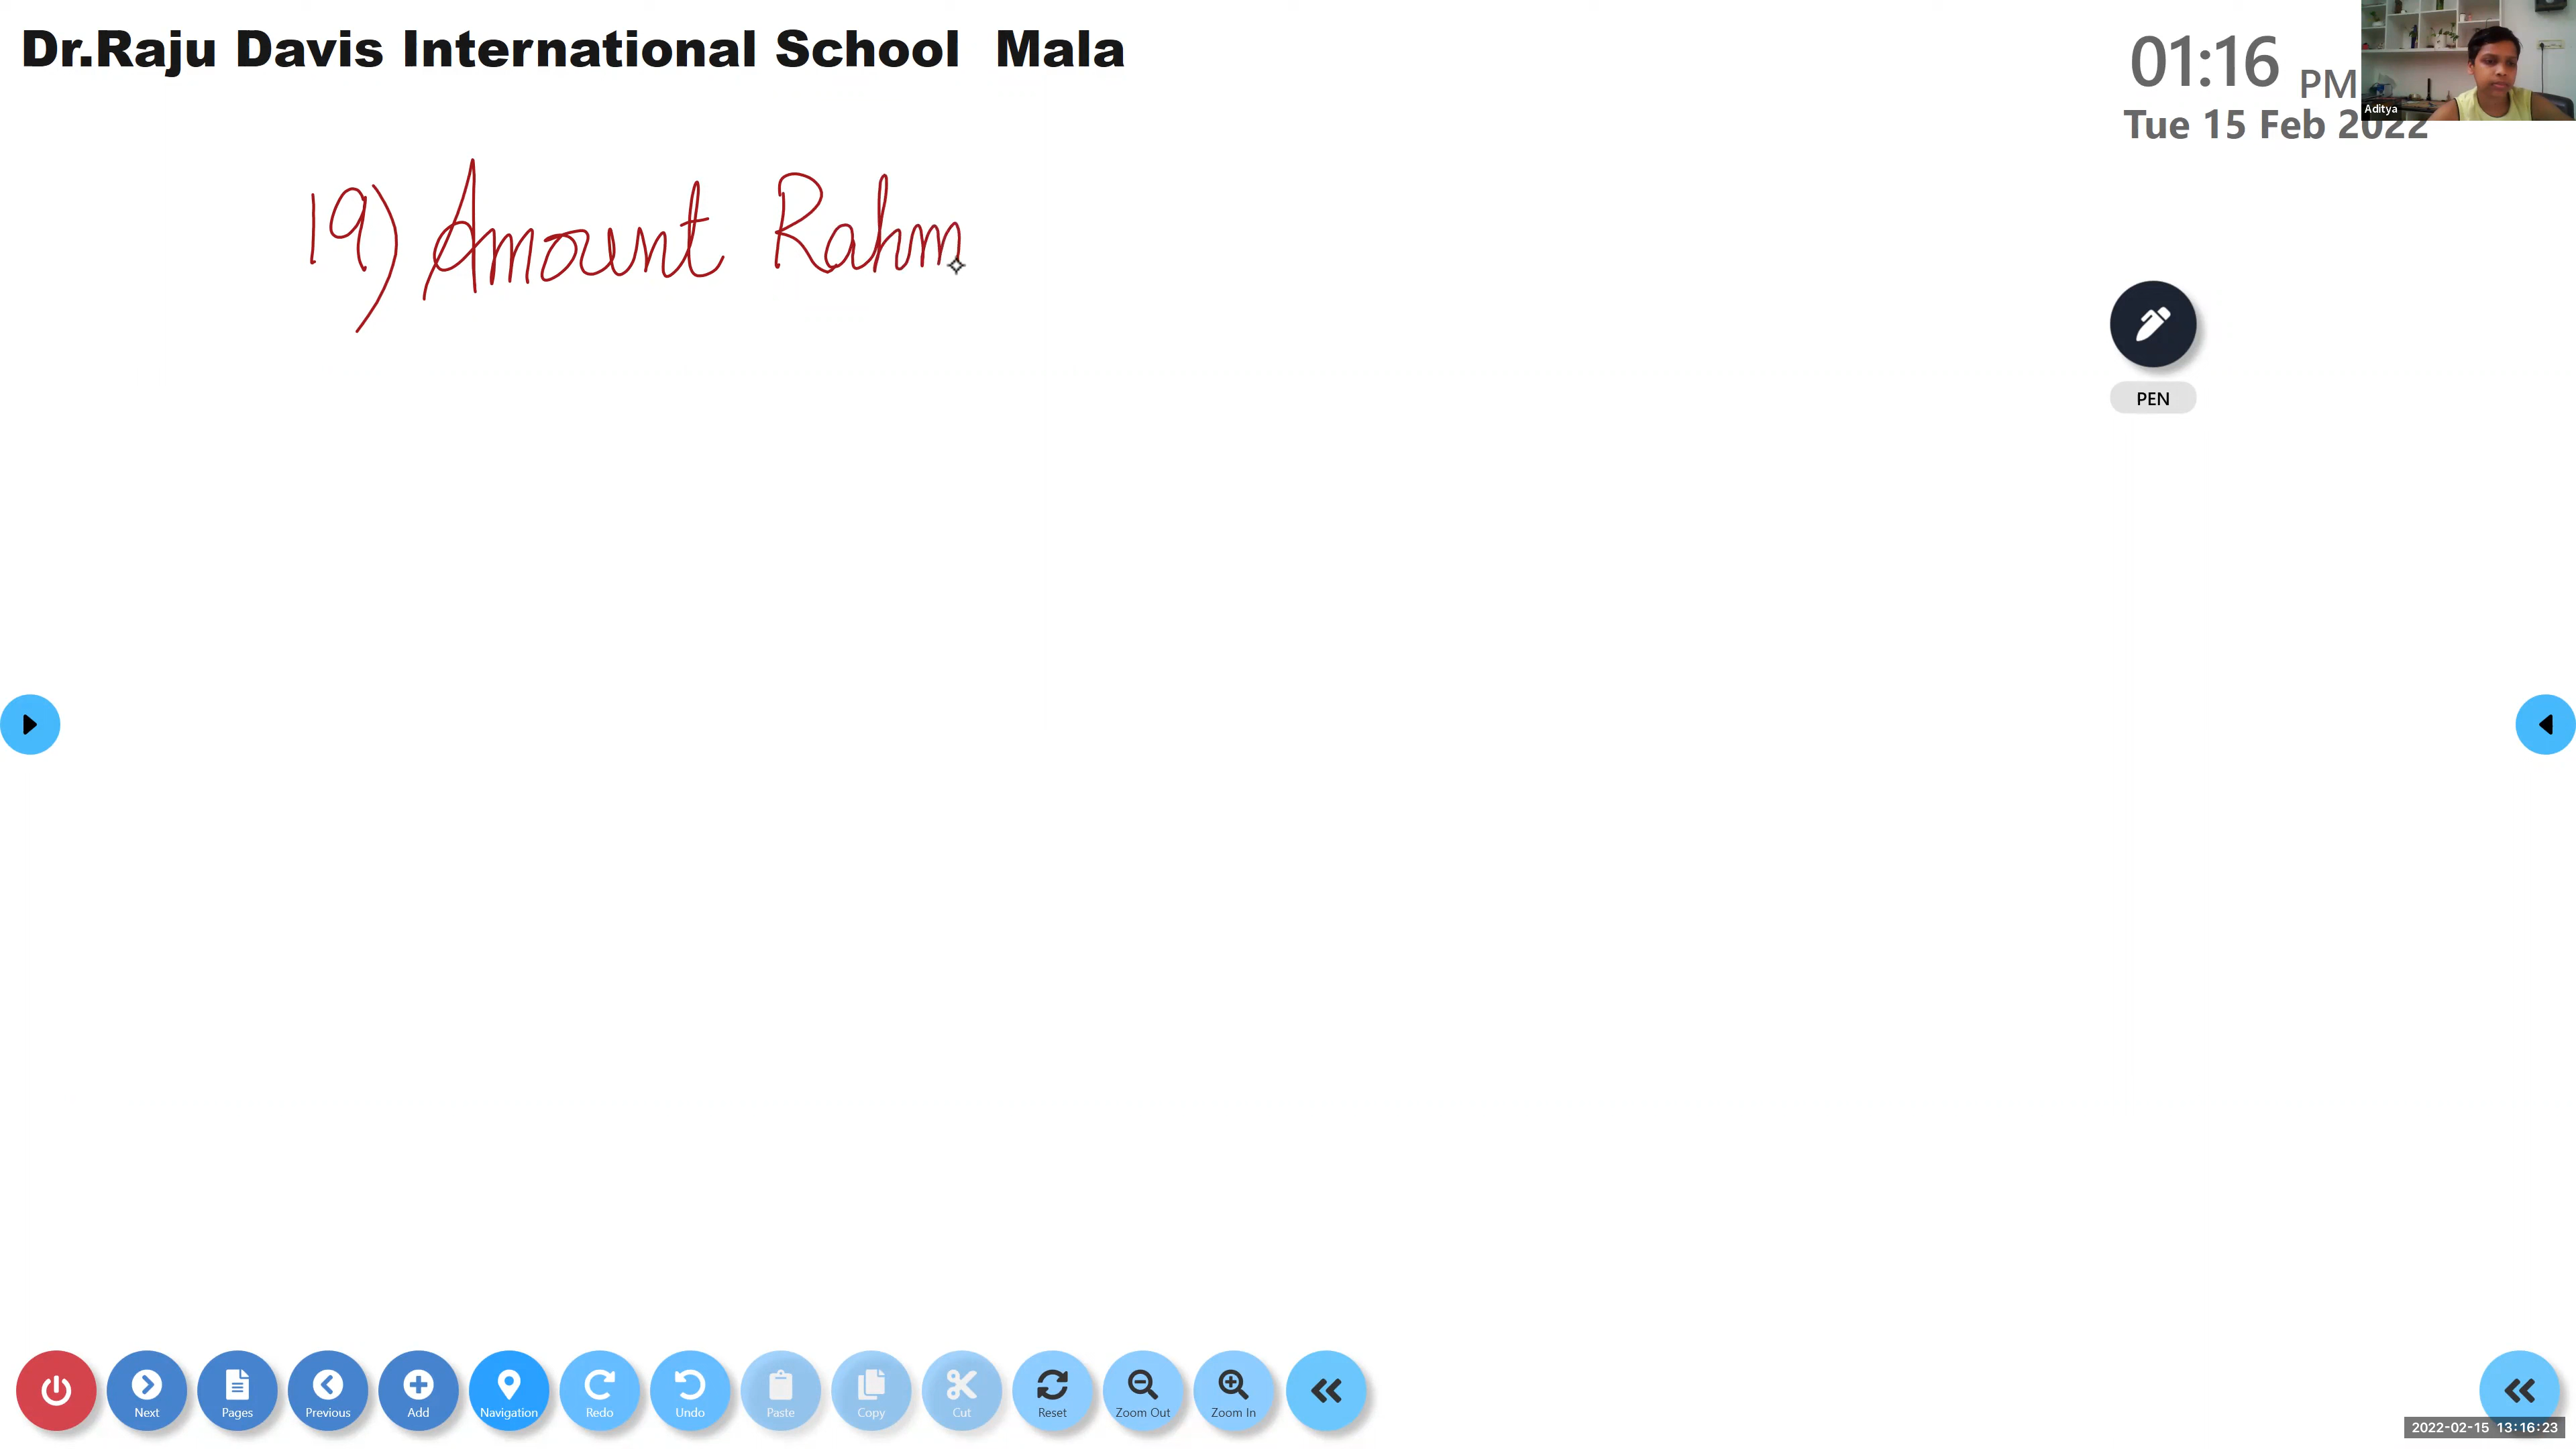 Dr.Raju Davis International School Mala
01:16 PM
Tue 15 Feb 2022
Aditya
19) Amount Rahm
PEN
Next
Pages
Previous
Add
Navigation
Redo
Undo
Paste
Copy
Cut
Reset
Zoom Out
Zoom In
2022-02-15 13:16:23